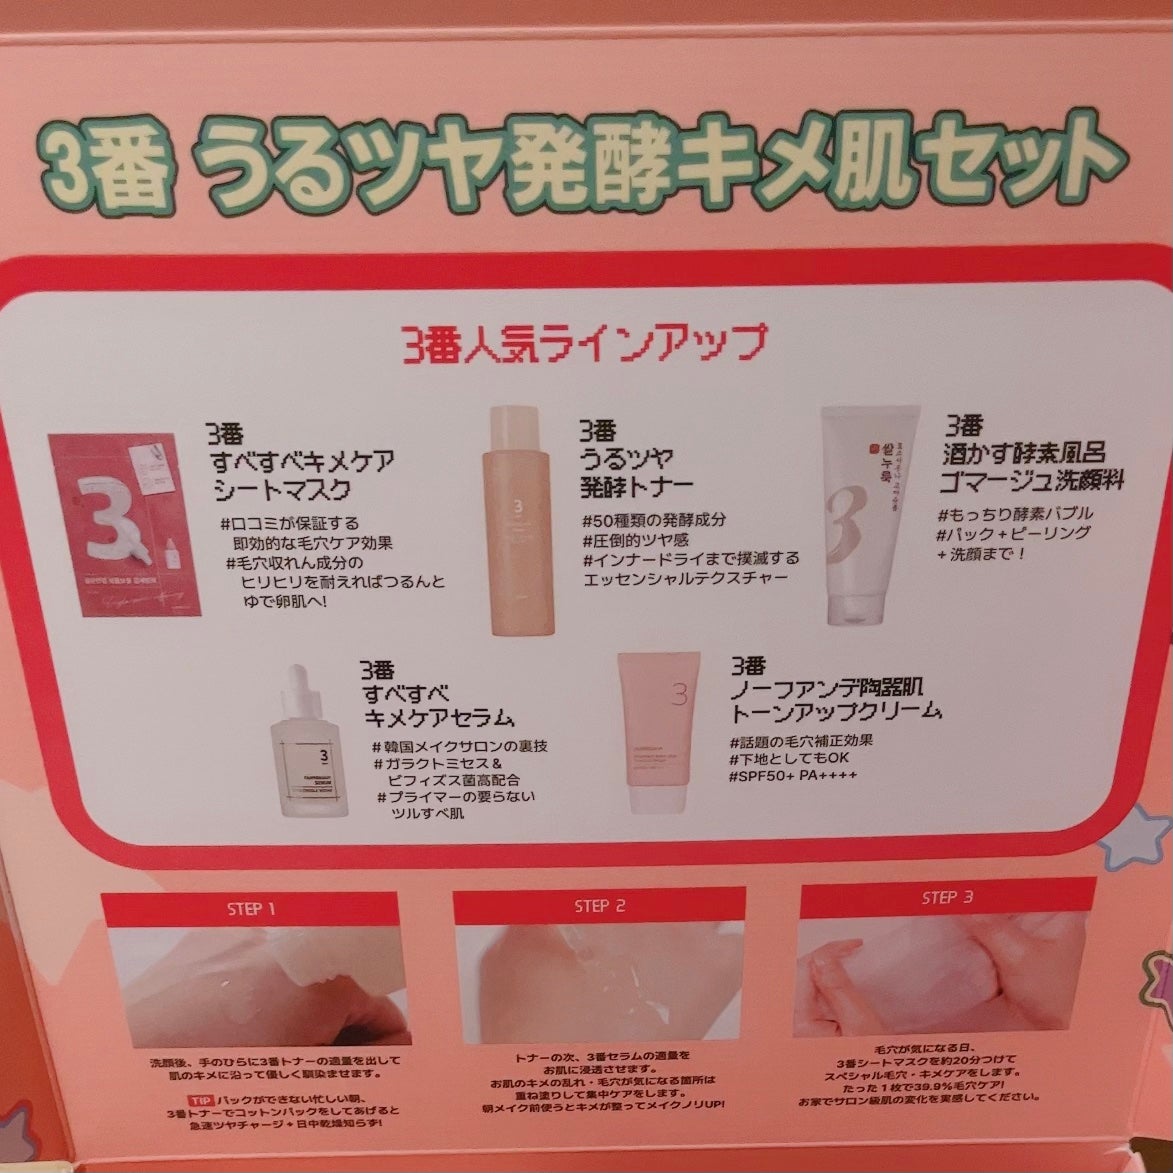 3番 うるツヤ発酵キメ肌セット
3番人気ラインアップ
3番
すべすべキメケア
シートマスク
#口コミが保証する
即効的な毛穴ケア効果
#毛穴収れん成分の
ヒリヒリを耐えればつるんと
ゆで卵肌へ!
3番
うるツヤ
発酵トナー
#50種類の発酵成分
#圧倒的ツヤ感
#インナードライまで撲滅する
エッセンシャルテクスチャー
3番
酒かす酵素風呂
ゴマージュ洗顔料
#もっちり酵素バブル
#パック+ピーリング
+洗顔まで!
3番
すべすべ
キメケアセラム
#韓国メイクサロンの裏技
#ガラクトミセス&
ビフィズス菌高配合
#プライマーの要らない
ツルすべ肌
3番
ノーファンデ陶器肌
トーンアップクリーム
#話題の毛穴補正効果
#下地としてもOK
#SPF50+ PA++++
3
3
3
3
3
STEP 1
洗顔後、手のひらに3番トナーの適量を出して
肌のキメに沿って優しく馴染ませます。
TIP パックができない忙しい朝、
3番トナーでコットンパックをしてあげると
急速ツヤチャージ+日中乾燥知らず!
STEP 2
トナーの次、3番セラムの適量を
お肌に浸透させます。
お肌のキメの乱れ・毛穴が気になる箇所は
重ね塗りして集中ケアをします。
朝メイク前使うとキメが整ってメイクノリUP!
STEP 3
毛穴が気になる日、
3番シートマスクを約20分つけて
スペシャル毛穴・キメケアをします。
たった1枚で39.9%毛穴ケア!
お家でサロン級肌の変化を実感してください。